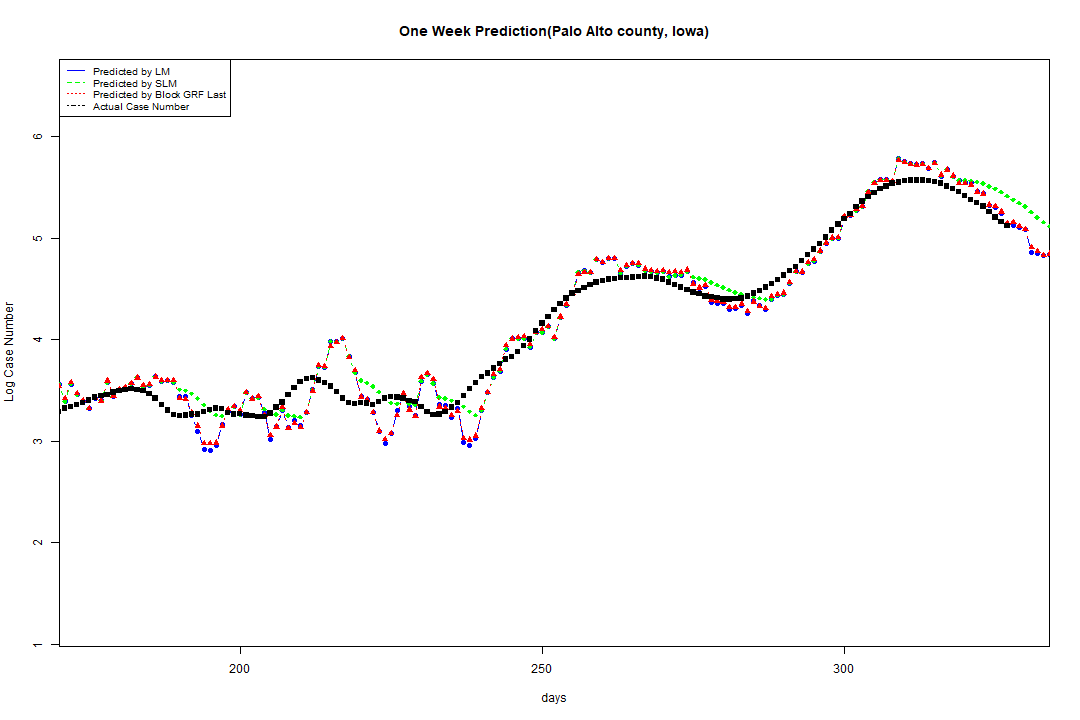 One Week Prediction(Palo Alto county, Iowa)
Predicted by LM
Predicted by SLM
Predicted by Block GRF Last
Actual Case Number
6
5
4
3
2
1
Log Case Number
200
250
300
days